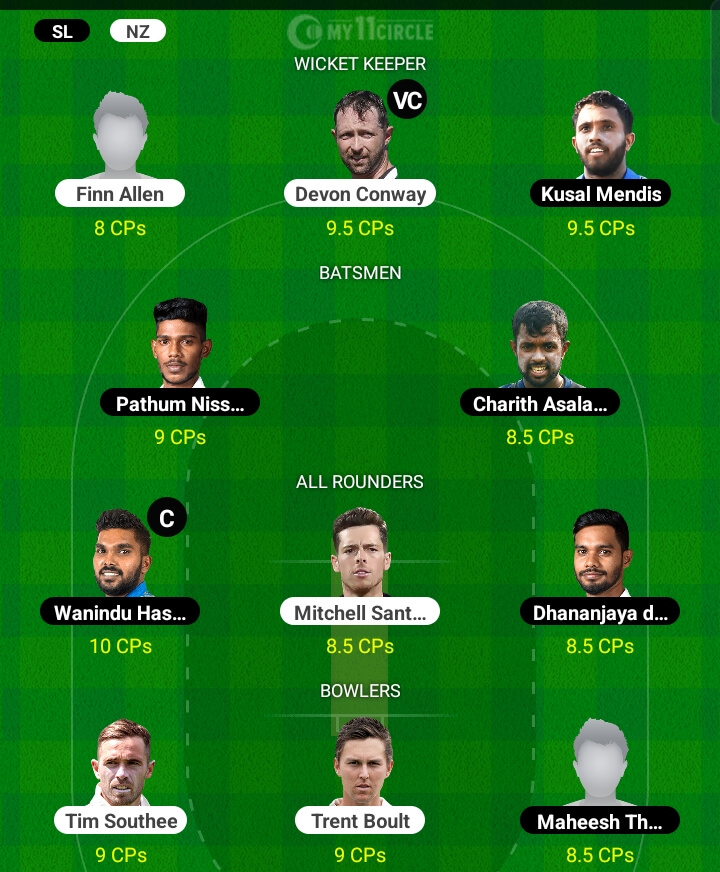 SL NZ MY11CIRCLE
WICKET KEEPER
VC
Finn Allen Devon Conway Kusal Mendis
8 CPs 9.5 CPs 9.5 CPs
BATSMEN
Pathum Niss... Charith Asala...
9 CPs 8.5 CPs
ALL ROUNDERS
C
Wanindu Has... Mitchell Sant... Dhananjaya d...
10 CPs 8.5 CPs 8.5 CPs
BOWLERS
Tim Southee Trent Boult Maheesh Th...
9 CPs 9 CPs 8.5 CPs